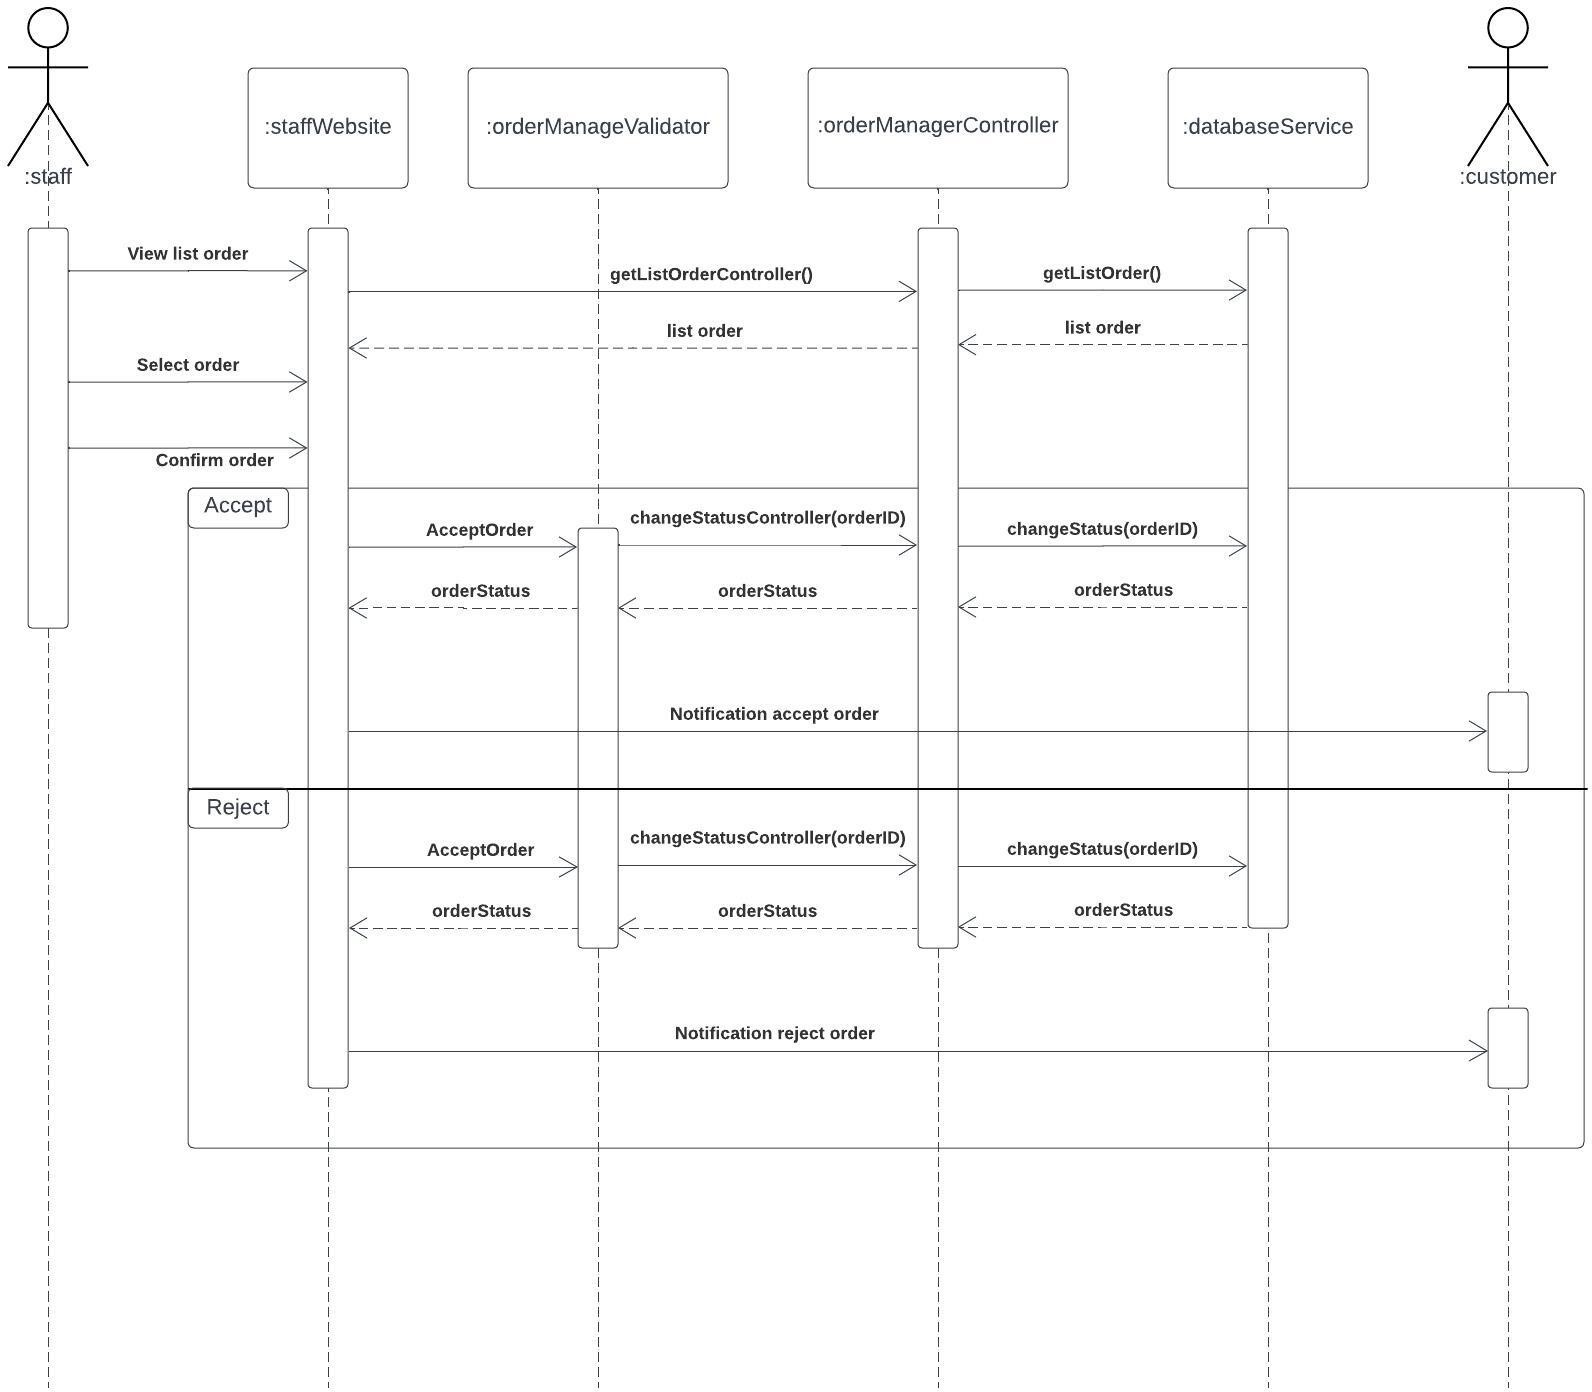 :staff
:staffWebsite
:orderManageValidator
:orderManagerController
:databaseService
:customer
View list order
getListOrderController()
getListOrder()
list order
list order
Select order
Confirm order
Accept
AcceptOrder
changeStatusController(orderID)
changeStatus(orderID)
orderStatus
orderStatus
orderStatus
Notification accept order
Reject
AcceptOrder
changeStatusController(orderID)
changeStatus(orderID)
orderStatus
orderStatus
orderStatus
Notification reject order